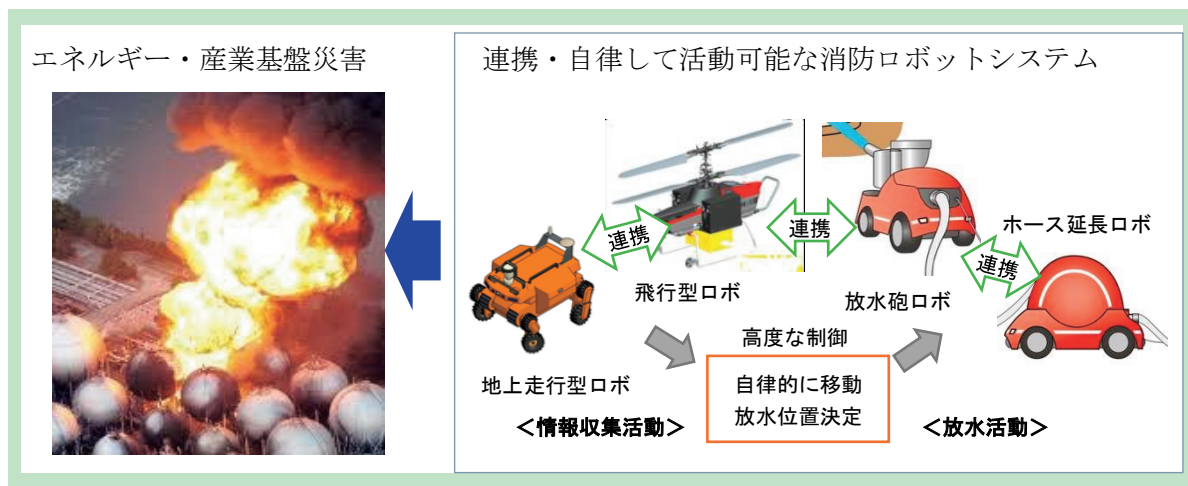 エネルギー・産業基盤災害
連携・自律して活動可能な消防ロボットシステム
連携
連携
ホース延長ロボ
連携
飛行型ロボ
放水砲ロボ
高度な制御
地上走行型ロボ
自律的に移動
放水位置決定
＜情報収集活動＞
＜放水活動＞